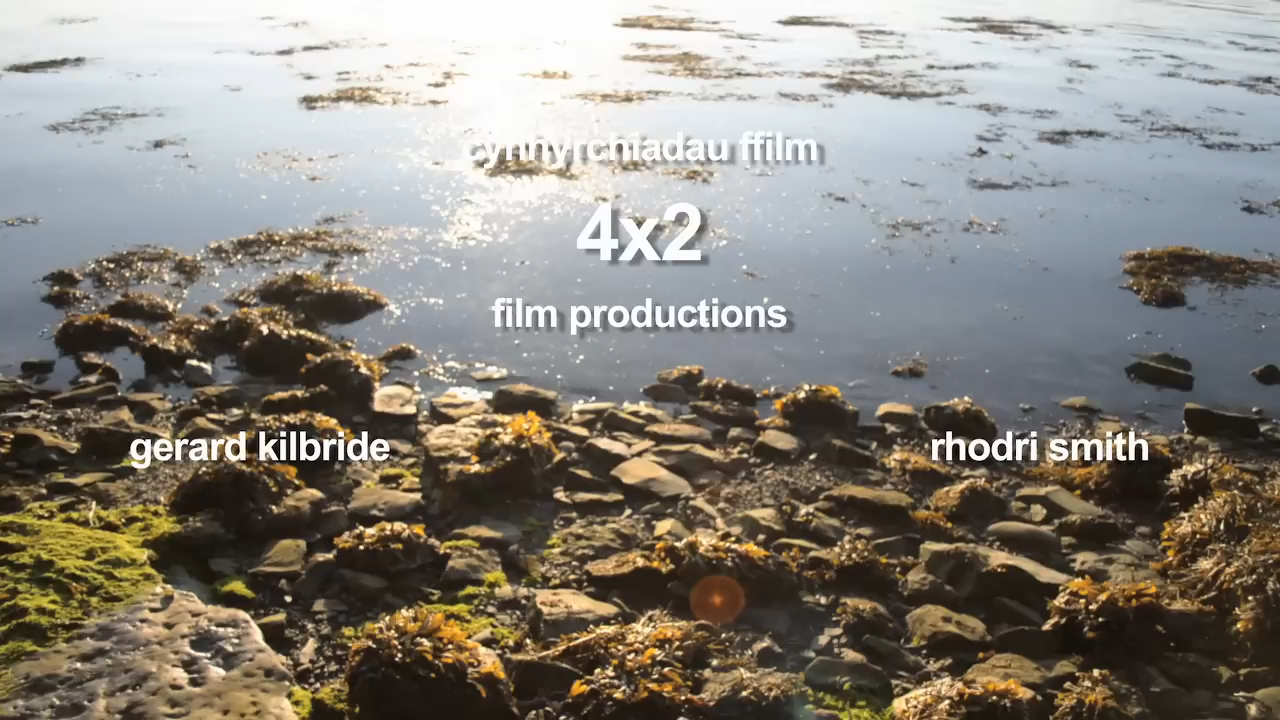 cynnyrchiadau ffilm
4x2
film productions
gerard kilbride
rhodri smith